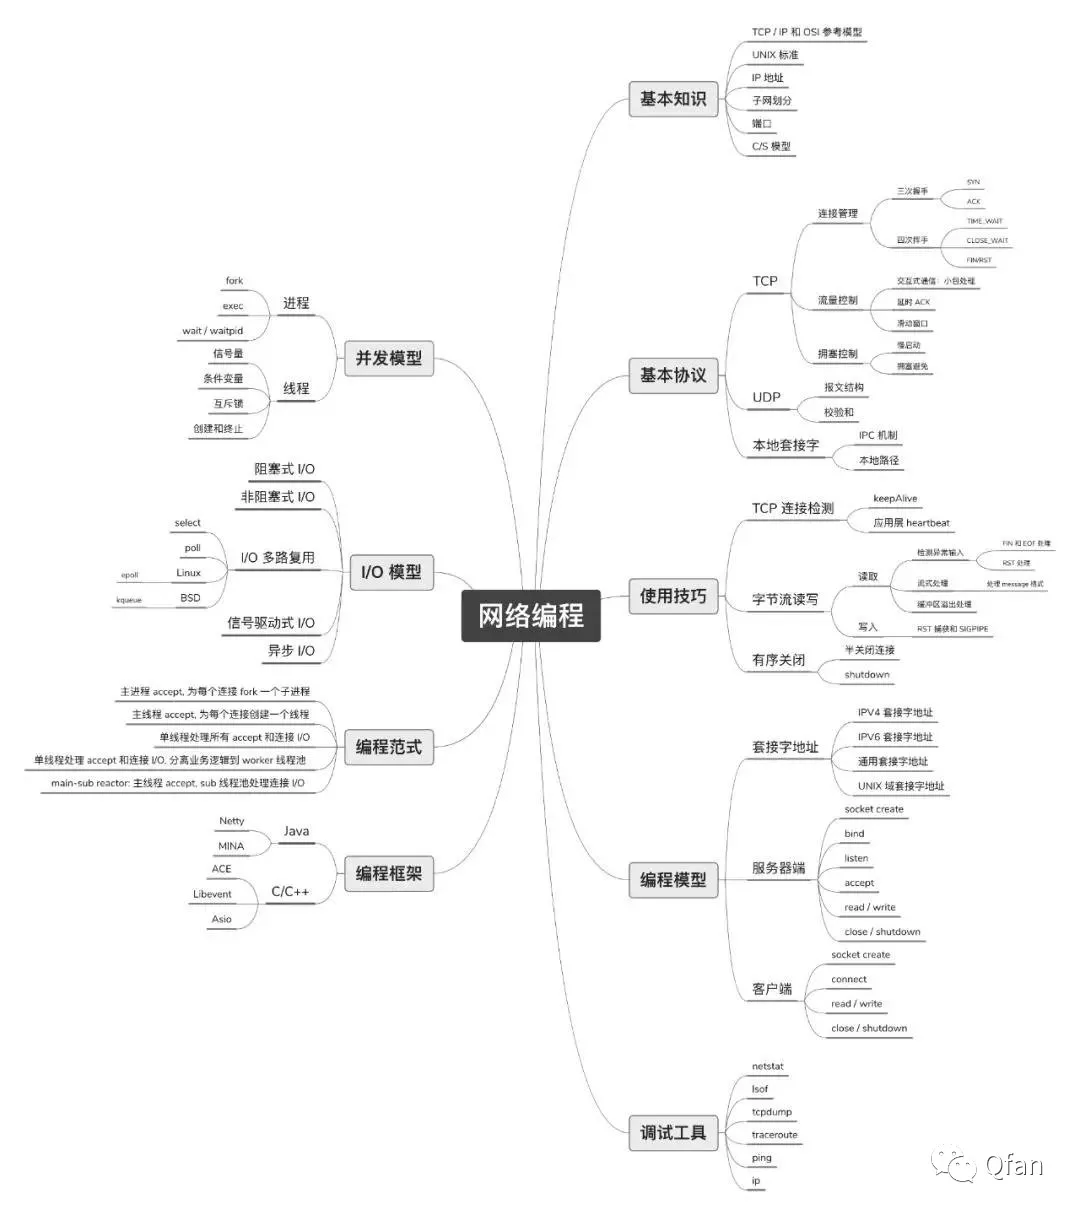 网络编程
基本知识
TCP / IP 和 OSI 参考模型
UNIX 标准
IP 地址
子网划分
端口
C/S 模型
基本协议
TCP
连接管理
三次握手
SYN
ACK
四次挥手
TIME_WAIT
CLOSE_WAIT
FIN/RST
流量控制
交互式通信：小包处理
延时 ACK
滑动窗口
拥塞控制
慢启动
拥塞避免
UDP
报文结构
校验和
本地套接字
IPC 机制
本地路径
使用技巧
TCP 连接检测
keepAlive
应用层 heartbeat
字节流读写
读取
检测异常输入
FIN 和 EOF 处理
RST 处理
流式处理
处理 message 格式
缓冲区溢出处理
写入
RST 捕获和 SIGPIPE
有序关闭
半关闭连接
shutdown
编程模型
套接字地址
IPV4 套接字地址
IPV6 套接字地址
通用套接字地址
UNIX 域套接字地址
服务器端
socket create
bind
listen
accept
read / write
close / shutdown
客户端
socket create
connect
read / write
close / shutdown
调试工具
netstat
lsof
tcpdump
traceroute
ping
ip
并发模型
进程
fork
exec
wait / waitpid
线程
信号量
条件变量
互斥锁
创建和终止
I/O 模型
阻塞式 I/O
非阻塞式 I/O
I/O 多路复用
select
poll
Linux
epoll
BSD
kqueue
信号驱动式 I/O
异步 I/O
编程范式
主进程 accept, 为每个连接 fork 一个子进程
主线程 accept, 为每个连接创建一个线程
单线程处理所有 accept 和连接 I/O
单线程处理 accept 和连接 I/O, 分离业务逻辑到 worker 线程池
main-sub reactor: 主线程 accept, sub 线程池处理连接 I/O
编程框架
Java
Netty
MINA
C/C++
ACE
Libevent
Asio
Qfan